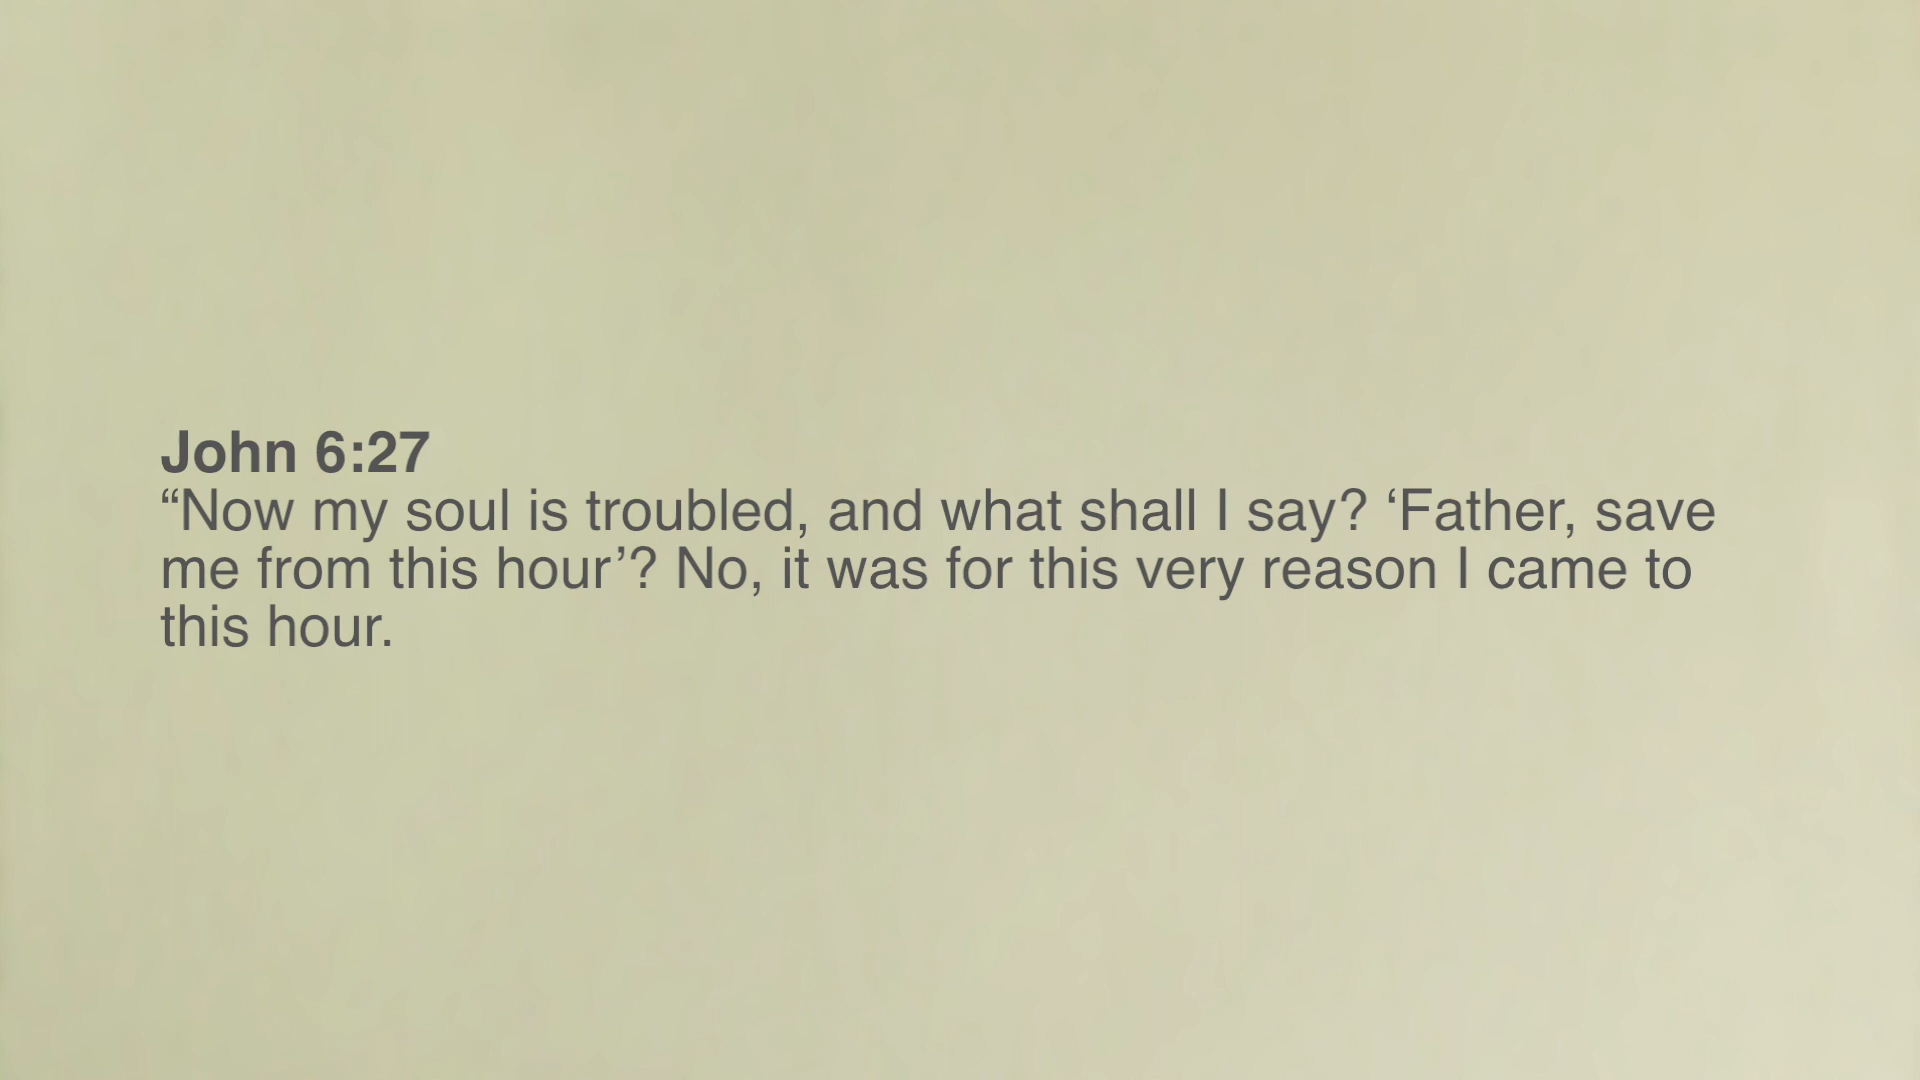 John 6:27
“Now my soul is troubled, and what shall I say? ‘Father, save
me from this hour’? No, it was for this very reason I came to
this hour.